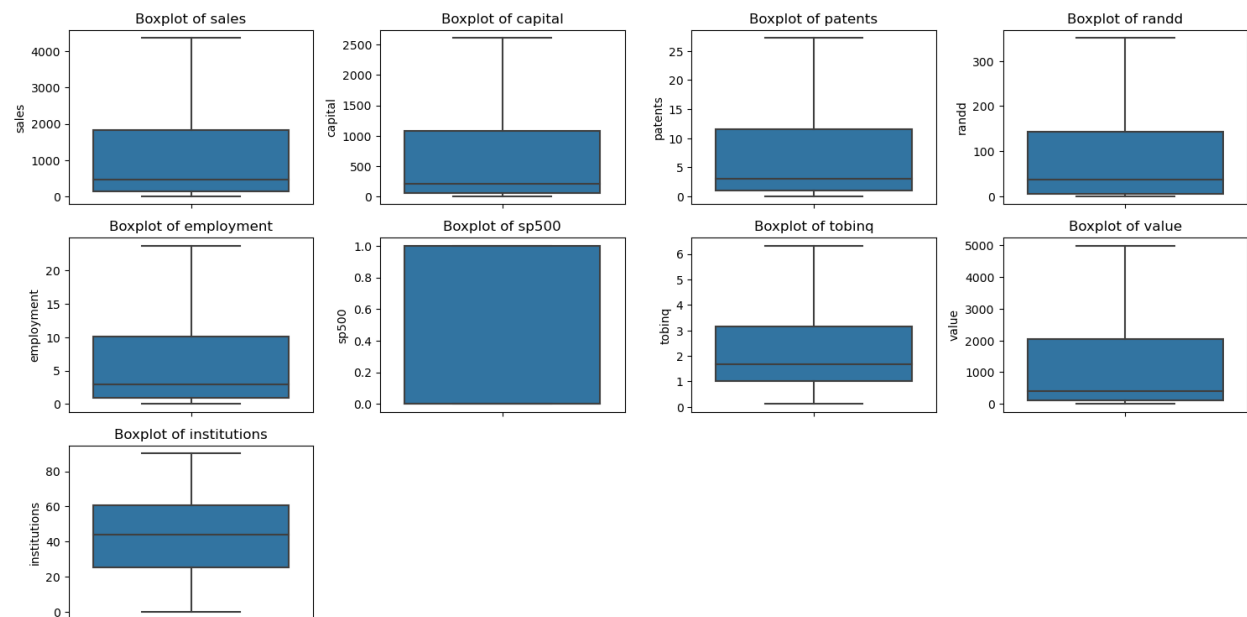 Boxplot of sales
sales
4000
3000
2000
1000
0
Boxplot of capital
capital
2500
2000
1500
1000
500
0
Boxplot of patents
patents
25
20
15
10
5
0
Boxplot of randd
randd
300
200
100
0
Boxplot of employment
employment
20
15
10
5
0
Boxplot of sp500
sp500
1.0
0.8
0.6
0.4
0.2
0.0
Boxplot of tobinq
tobinq
6
5
4
3
2
1
0
Boxplot of value
value
5000
4000
3000
2000
1000
0
Boxplot of institutions
institutions
80
60
40
20
0